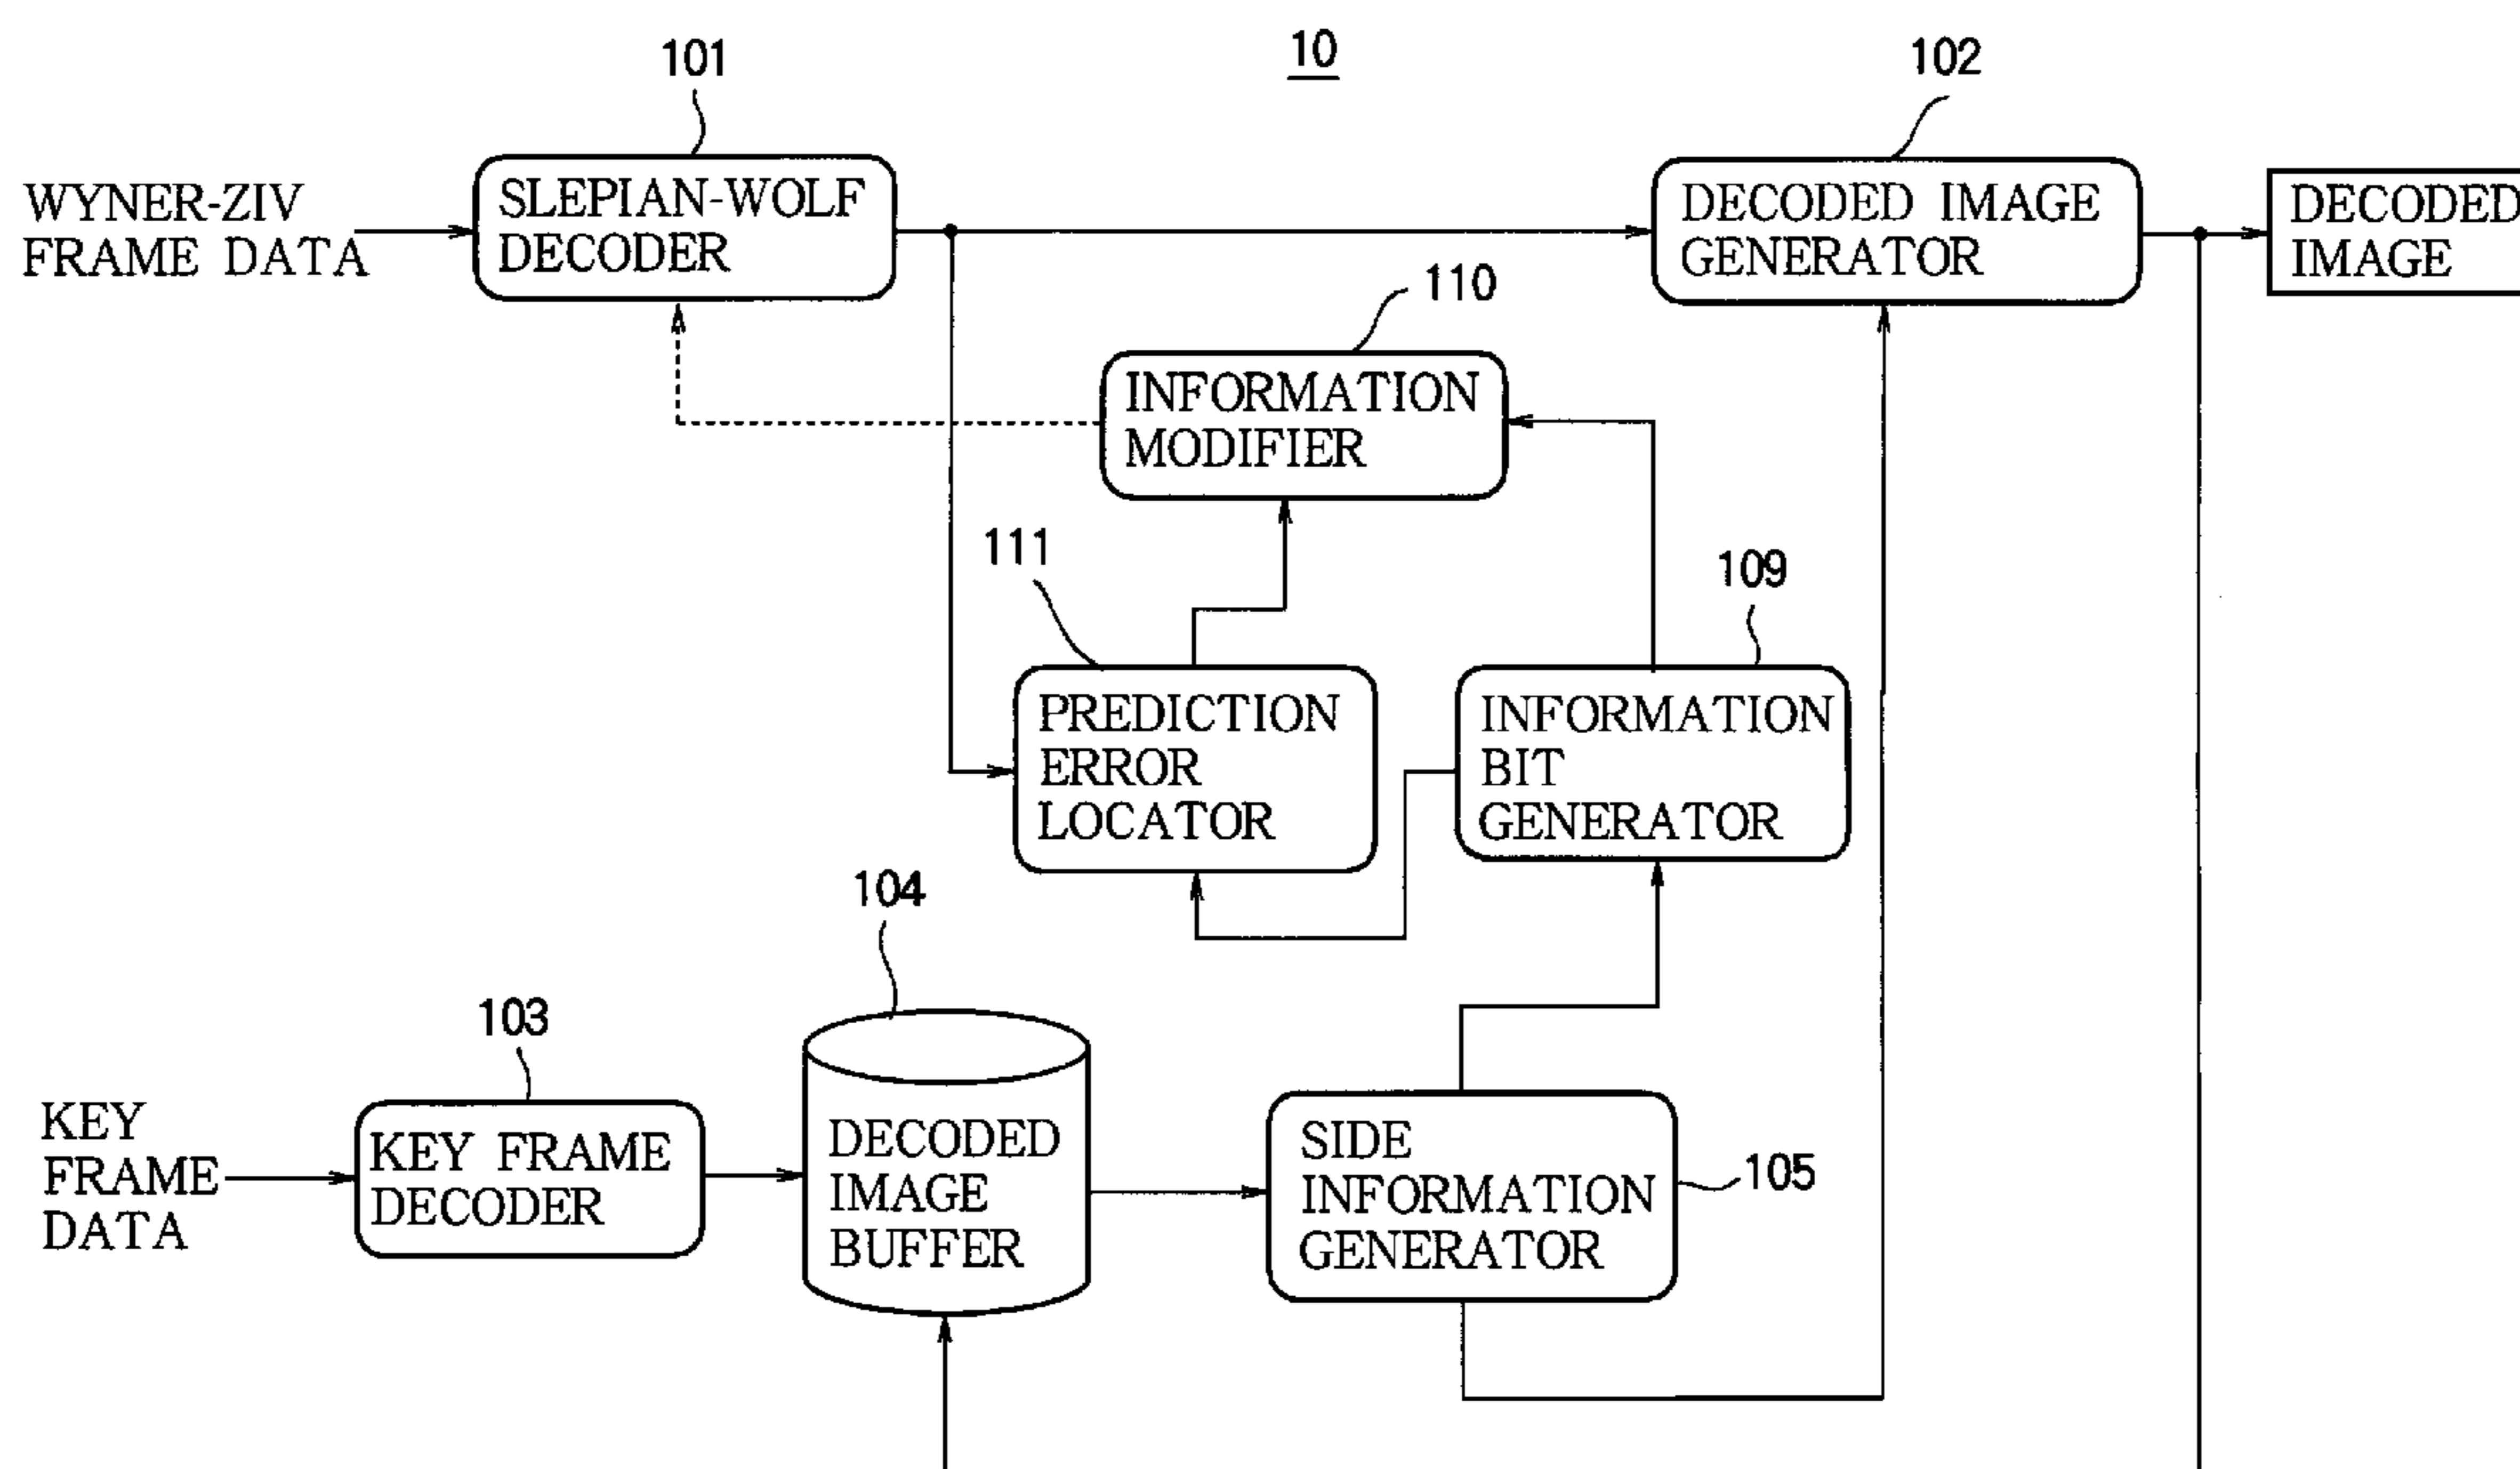 10
101
102
WYNER-ZIV
FRAME DATA
SLEPIAN-WOLF
DECODER
DECODED IMAGE
GENERATOR
DECODED
IMAGE
110
INFORMATION
MODIFIER
111
109
PREDICTION
ERROR
LOCATOR
INFORMATION
BIT
GENERATOR
104
103
KEY
FRAME
DATA
KEY FRAME
DECODER
DECODED
IMAGE
BUFFER
SIDE
INFORMATION
GENERATOR
105